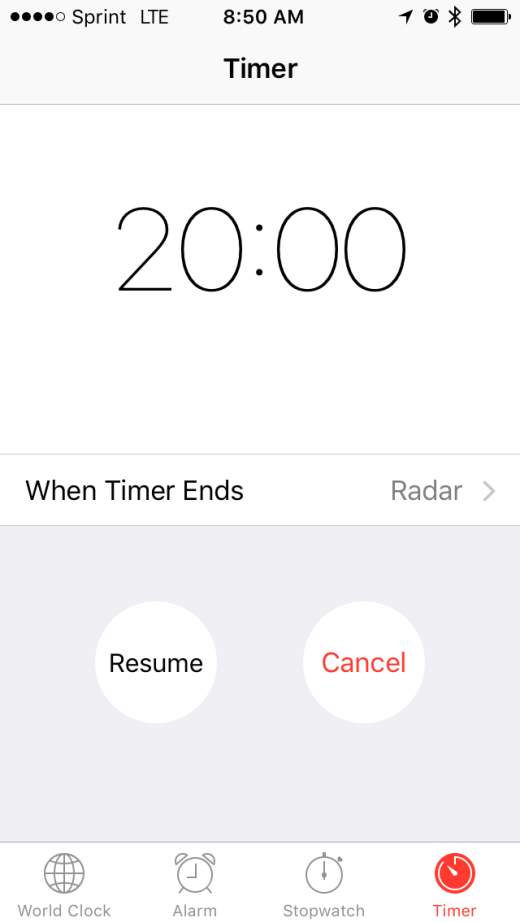 Sprint LTE 8:50 AM
Timer
20:00
When Timer Ends Radar
Resume Cancel
World Clock Alarm Stopwatch Timer